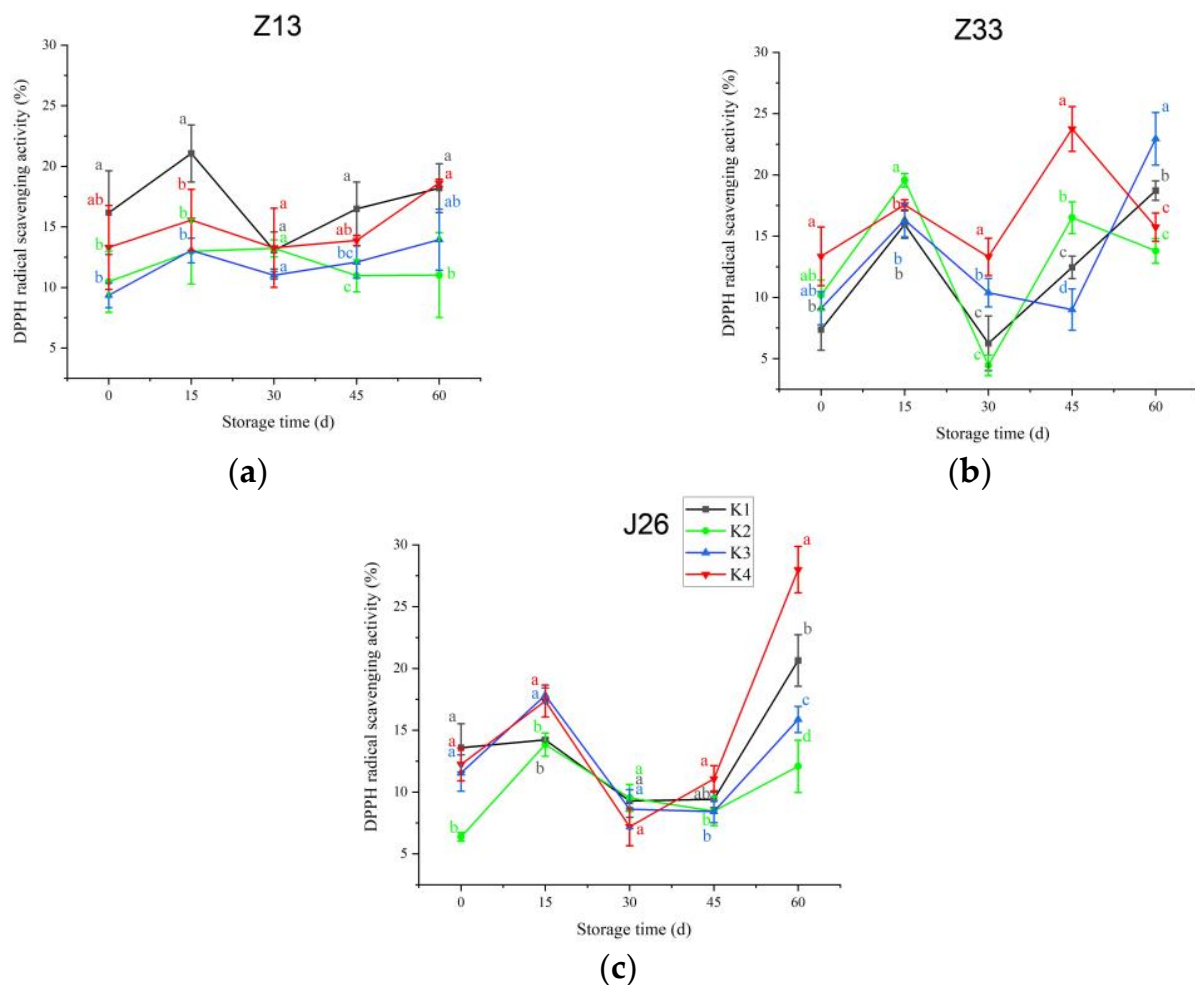 Z13
DPPH radical scavenging activity (%)
30
25
20
15
10
5
a
ab
b
b
a
b
b
b
a
a
a
a
a
ab
bc
c
a
a
ab
b
0 15 30 45 60
Storage time (d)
(a)
Z33
DPPH radical scavenging activity (%)
30
25
20
15
10
5
a
ab
ab
b
a
b
b
b
a
b
c
c
a
b
c
d
a
b
c
c
0 15 30 45 60
Storage time (d)
(b)
J26
K1
K2
K3
K4
DPPH radical scavenging activity (%)
30
25
20
15
10
5
a
a
a
b
a
a
b
b
a
a
a
a
a
ab
b
b
a
b
c
d
0 15 30 45 60
Storage time (d)
(c)